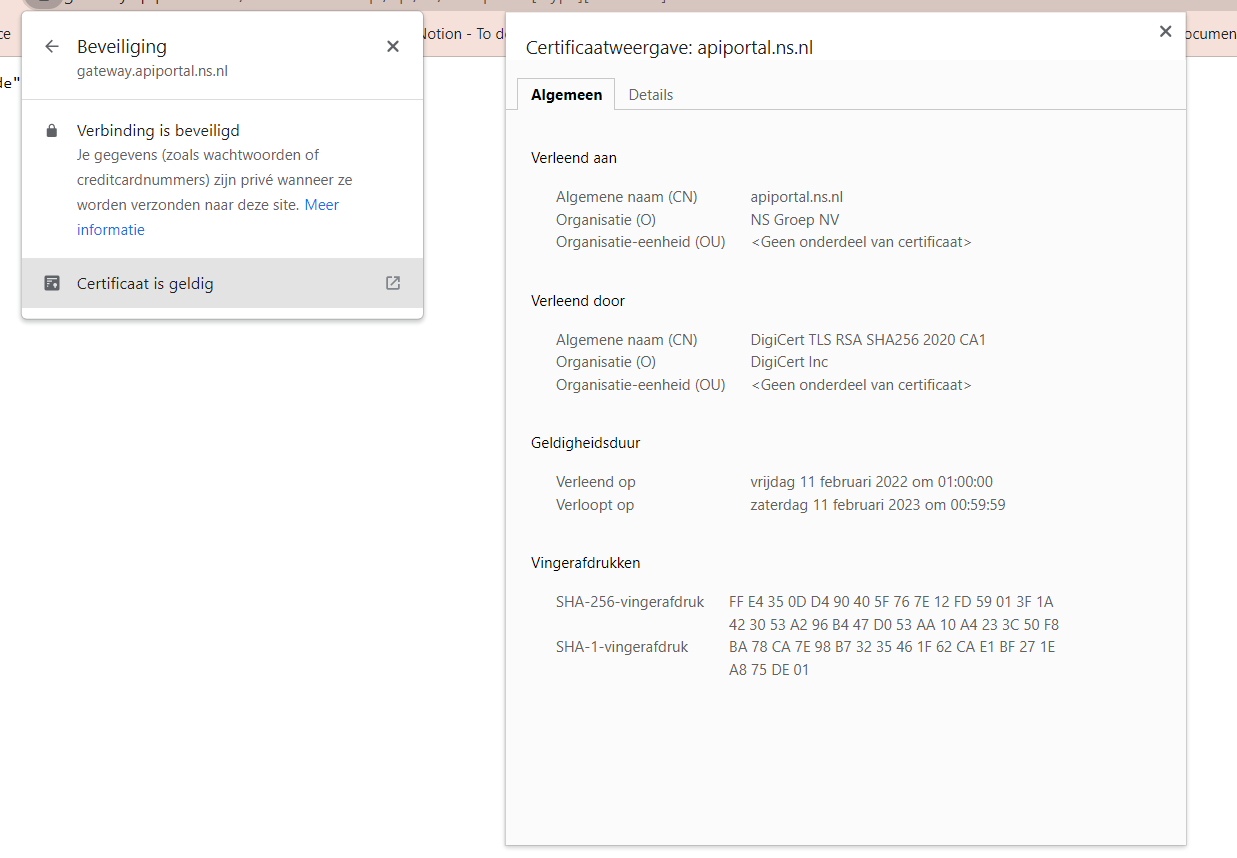 Beveiliging
gateway.apiportal.ns.nl
Verbinding is beveiligd
Je gegevens (zoals wachtwoorden of
creditcardnummers) zijn privé wanneer ze
worden verzonden naar deze site. Meer
informatie
Certificaat is geldig
Notion - To do
Certificaatweergave: apiportal.ns.nl
Algemeen Details
Verleend aan
Algemene naam (CN) apiportal.ns.nl
Organisatie (O) NS Groep NV
Organisatie-eenheid (OU) <Geen onderdeel van certificaat>
Verleend door
Algemene naam (CN) DigiCert TLS RSA SHA256 2020 CA1
Organisatie (O) DigiCert Inc
Organisatie-eenheid (OU) <Geen onderdeel van certificaat>
Geldigheidsduur
Verleend op vrijdag 11 februari 2022 om 01:00:00
Verloopt op zaterdag 11 februari 2023 om 00:59:59
Vingerafdrukken
SHA-256-vingerafdruk FF E4 35 0D D4 90 40 5F 76 7E 12 FD 59 01 3F 1A
42 30 53 A2 96 B4 47 D0 53 AA 10 A4 23 3C 50 F8
SHA-1-vingerafdruk BA 78 CA 7E 98 B7 32 35 46 1F 62 CA E1 BF 27 1E
A8 75 DE 01